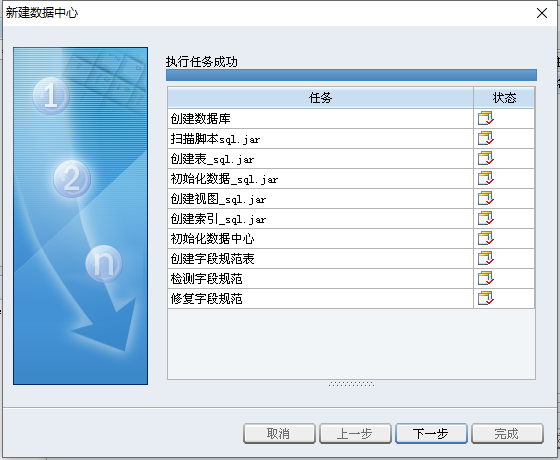 新建数据中心
1
2
n
执行任务成功
任务 状态
创建数据库
扫描脚本sql.jar
创建表_sql.jar
初始化数据_sql.jar
创建视图_sql.jar
创建索引_sql.jar
初始化数据中心
创建字段规范表
检测字段规范
修复字段规范
取消 上一步 下一步 完成